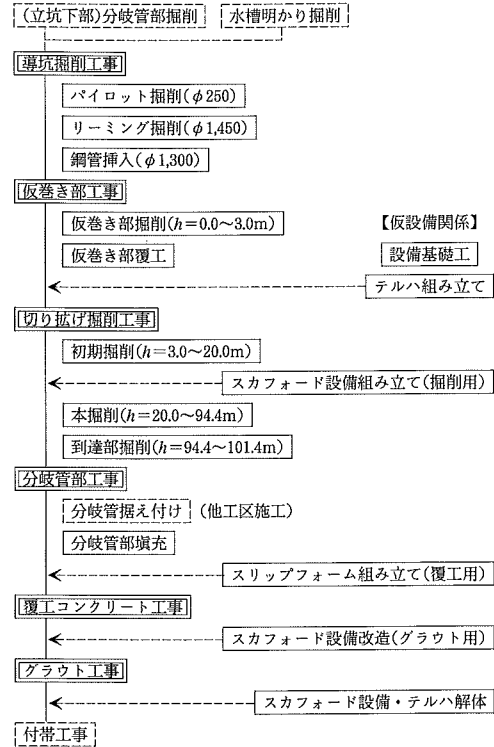 (立坑下部)分岐管部掘削 水槽明かり掘削
導坑掘削工事
パイロット掘削(φ250)
リーミング掘削(φ1,450)
鋼管挿入(φ1,300)
仮巻き部工事
仮巻き部掘削(h=0.0～3.0m) 【仮設備関係】
仮巻き部覆工 設備基礎工
テルハ組み立て
切り拡げ掘削工事
初期掘削(h=3.0～20.0m)
スカフォード設備組み立て(掘削用)
本掘削(h=20.0～94.4m)
到達部掘削(h=94.4～101.4m)
分岐管部工事
分岐管据え付け (他工区施工)
分岐管部填充
スリップフォーム組み立て(覆工用)
覆工コンクリート工事
スカフォード設備改造(グラウト用)
グラウト工事
スカフォード設備・テルハ解体
付帯工事